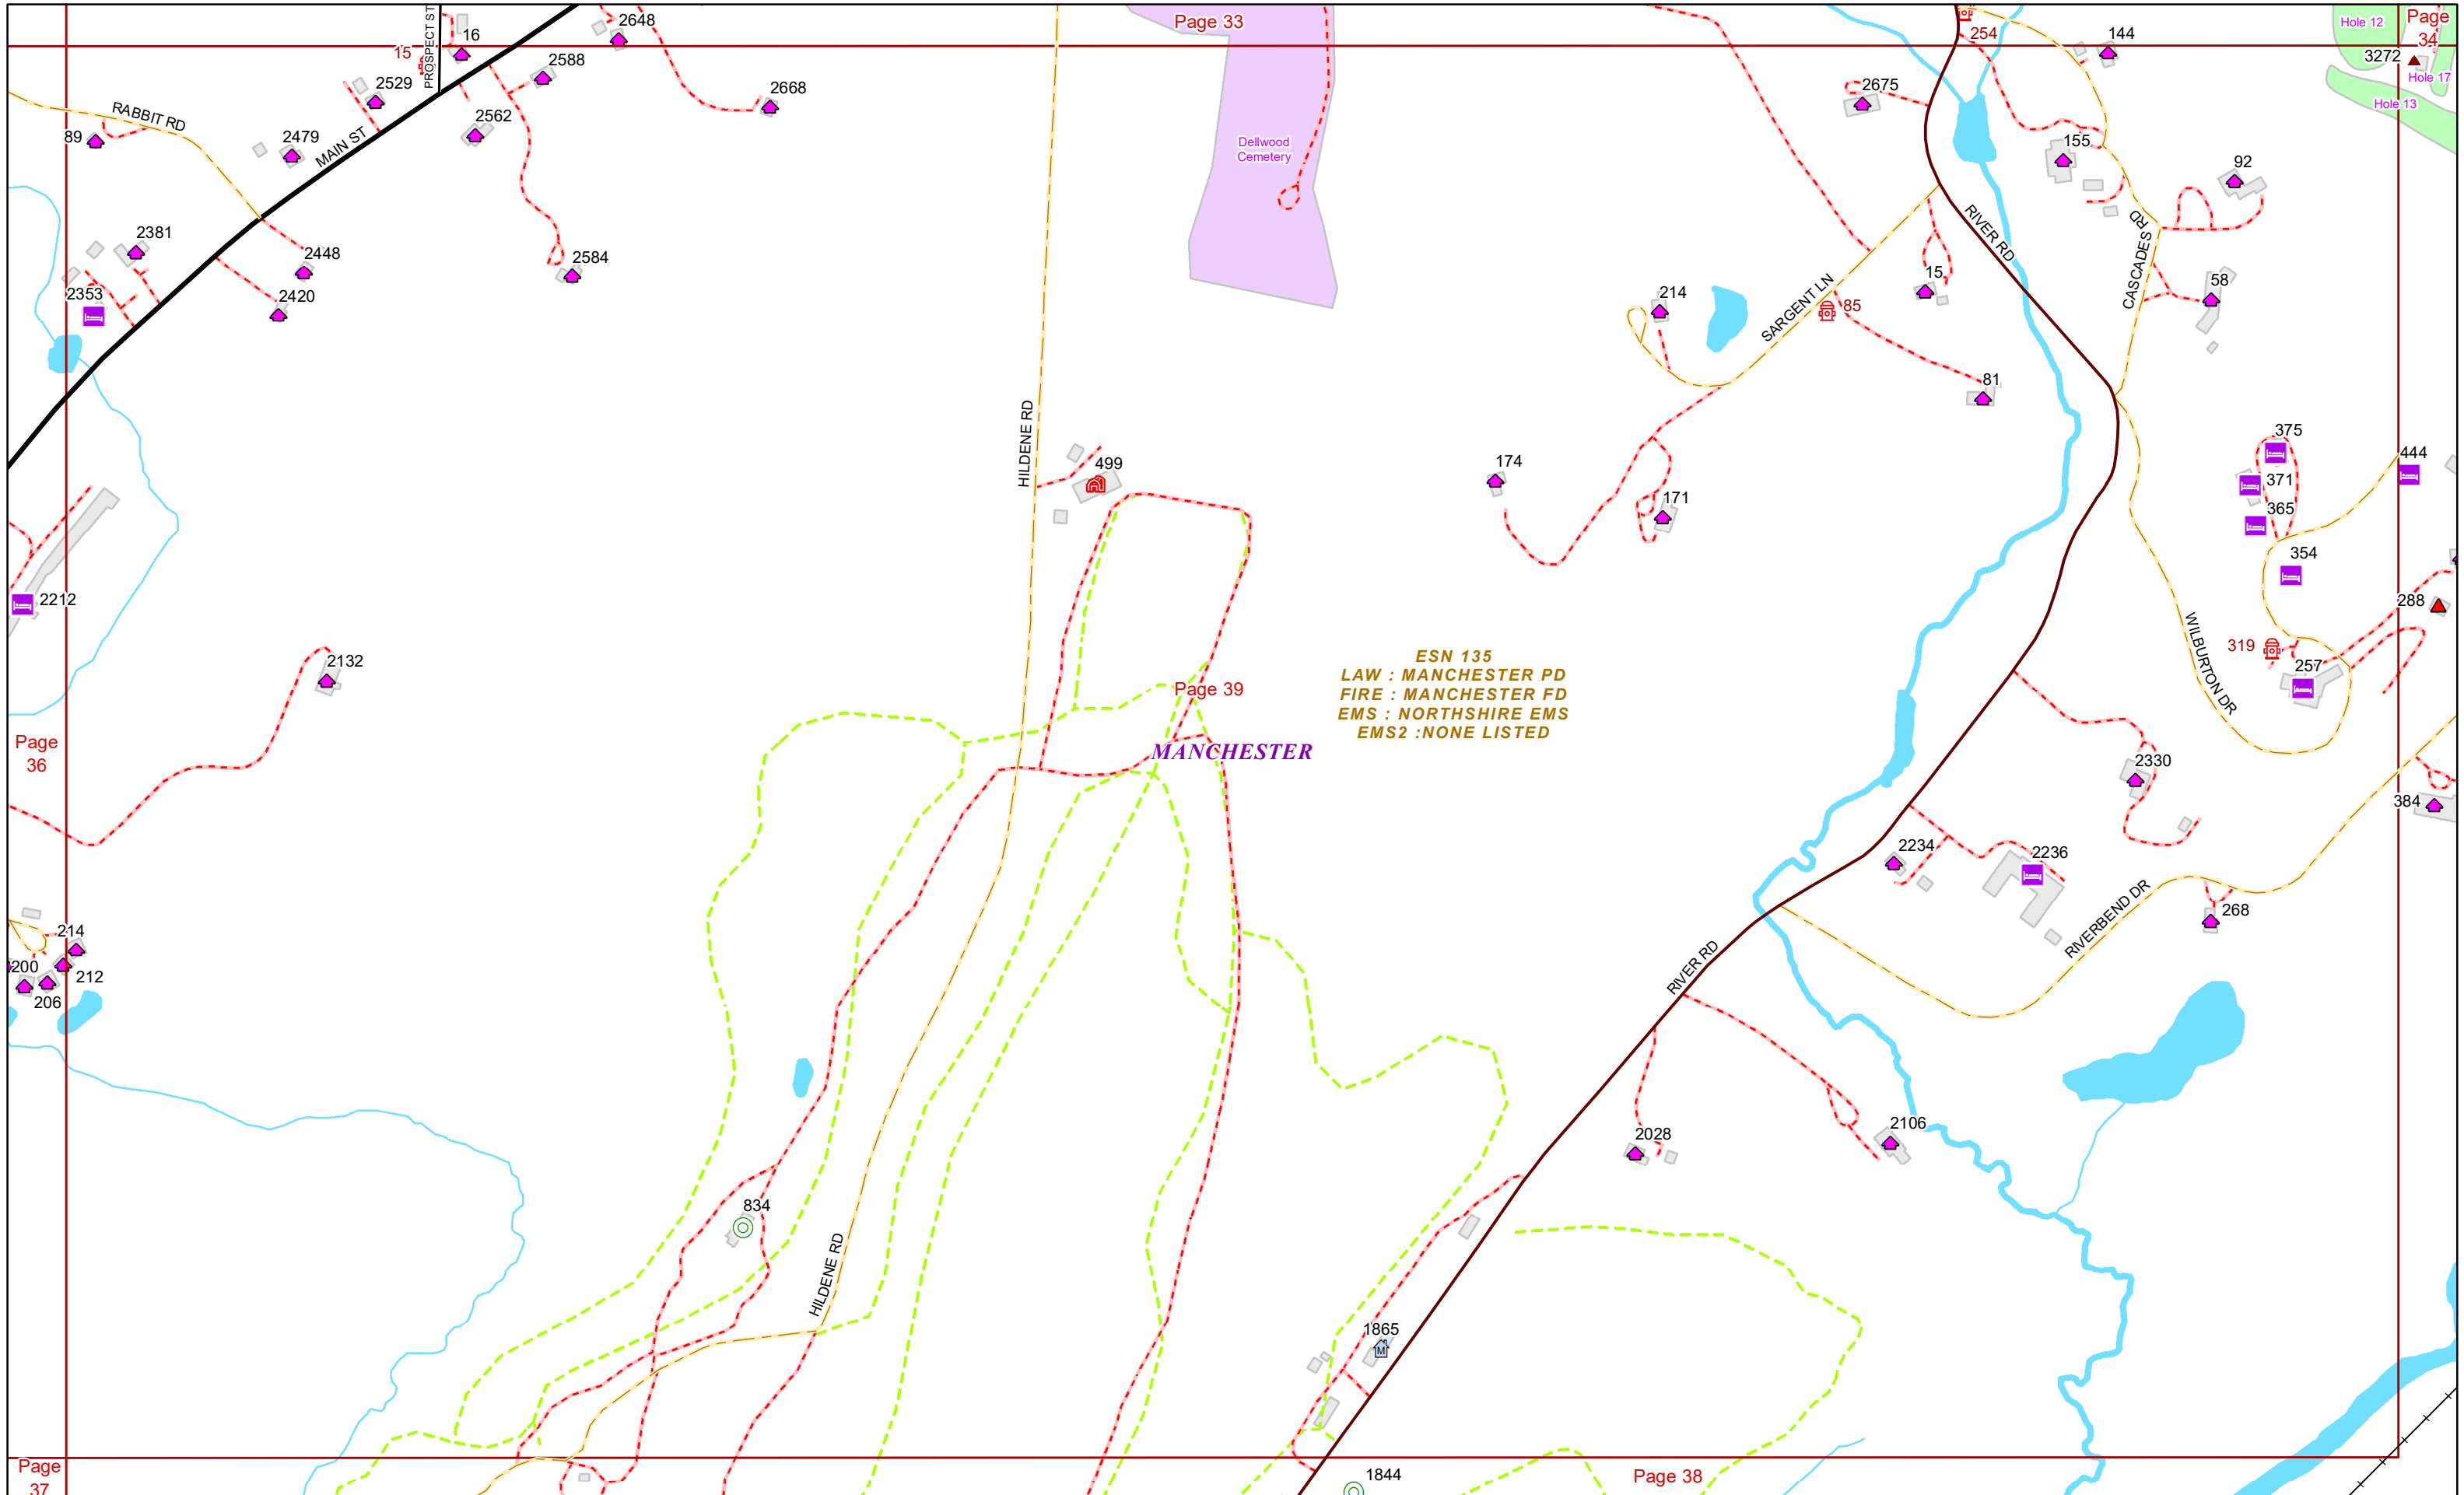 Page 33
Page
34
Hole 12
Hole 17
Hole 13
3272
PROSPECT ST
16
15
2648
2588
2529
2668
2562
RABBIT RD
89
2479
MAIN ST
Dellwood
Cemetery
254
144
2675
155
92
2381
2448
2353
2420
2584
RIVER RD
CASCADES RD
15
58
214
SARGENT LN
85
81
HILDENE RD
499
174
171
375
444
371
365
354
2212
288
319
257
WILBURTON DR
2132
ESN 135
LAW : MANCHESTER PD
FIRE : MANCHESTER FD
EMS : NORTHSHIRE EMS
EMS2 :NONE LISTED
Page 39
MANCHESTER
Page
36
2330
384
2234
2236
RIVERBEND DR
268
214
200
212
206
RIVER RD
2028
2106
834
HILDENE RD
1865
M
1844
Page 38
Page
37